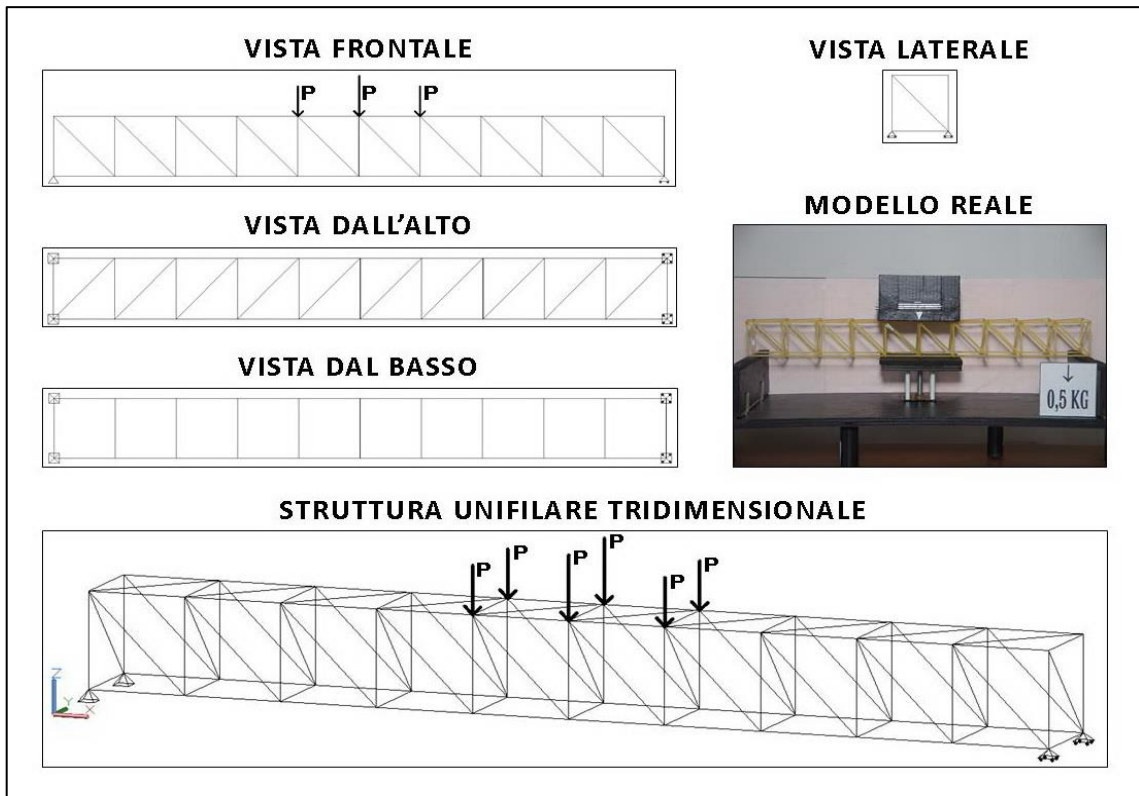 VISTA FRONTALE
P P P
VISTA LATERALE
VISTA DALL'ALTO
MODELLO REALE
0,5 KG
VISTA DAL BASSO
STRUTTURA UNIFILARE TRIDIMENSIONALE
P P P P P P
Z Y X